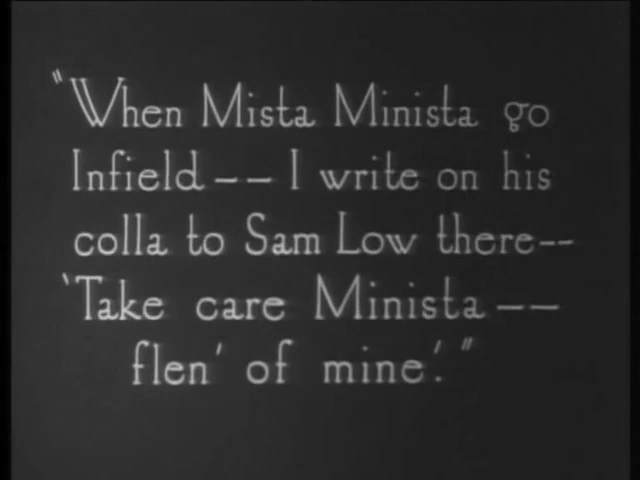 "When Mista Minista go
Infield -- I write on his
colla to Sam Low there--
'Take care Minista --
flen' of mine'."